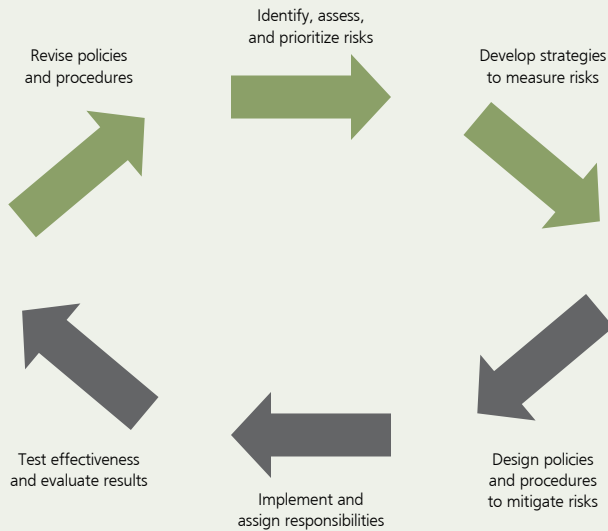 Identify, assess,
and prioritize risks
Develop strategies
to measure risks
Design policies
and procedures
to mitigate risks
Implement and
assign responsibilities
Test effectiveness
and evaluate results
Revise policies
and procedures